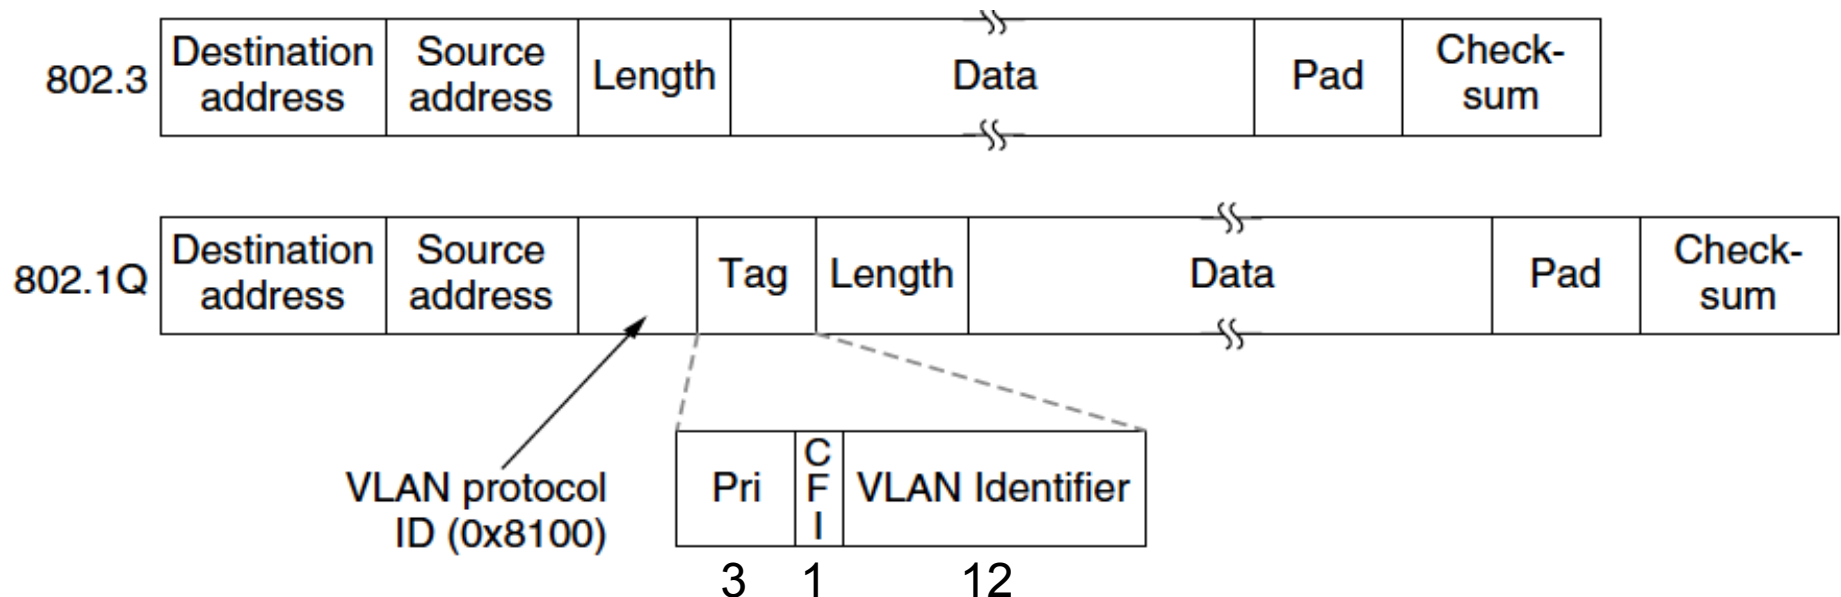 802.3
Destination
address
Source
address
Length
Data
Pad
Check-
sum
802.1Q
Destination
address
Source
address
Tag
Length
Data
Pad
Check-
sum
VLAN protocol
ID (0x8100)
Pri
C
F
I
VLAN Identifier
3 1 12